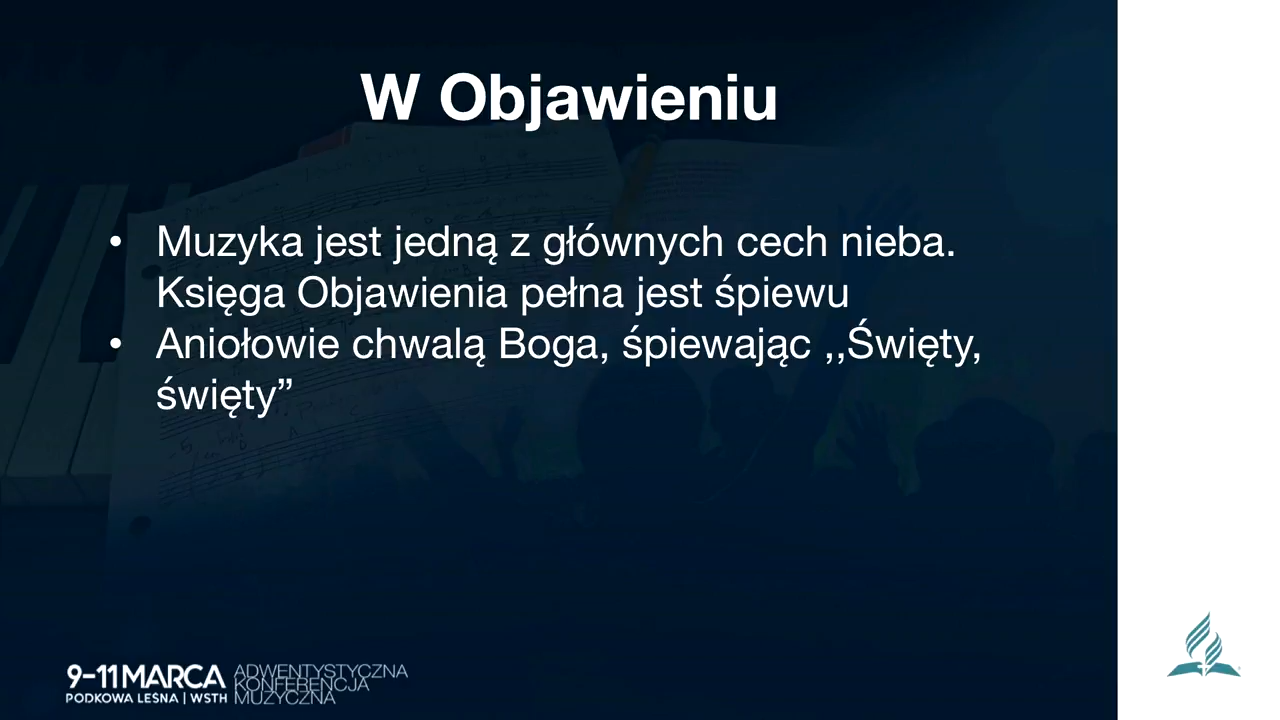 W Objawieniu
• Muzyka jest jedną z głównych cech nieba.
Księga Objawienia pełna jest śpiewu
• Aniołowie chwalą Boga, śpiewając ,,Święty,
święty”
9-11 MARCA
PODKOWA LEŚNA | WSTH
ADWENTYSTYCZNA
KONFERENCJA
MUZYCZNA